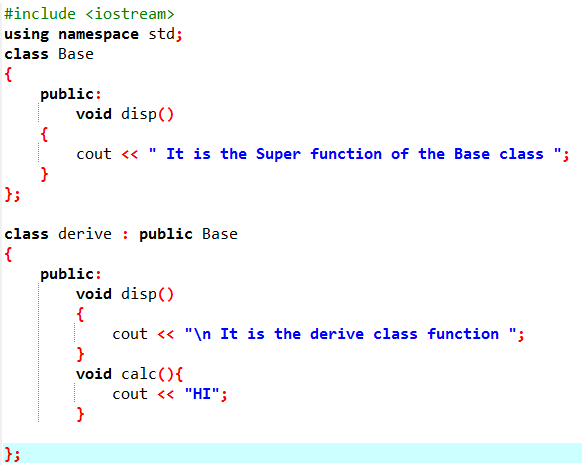 #include <iostream>
using namespace std;
class Base
{
    public:
        void disp()
    {
        cout << " It is the Super function of the Base class ";
    }
};

class derive : public Base
{
    public:
        void disp()
        {
            cout << "\n It is the derive class function ";
        }
        void calc(){
            cout << "HI";
        }

};